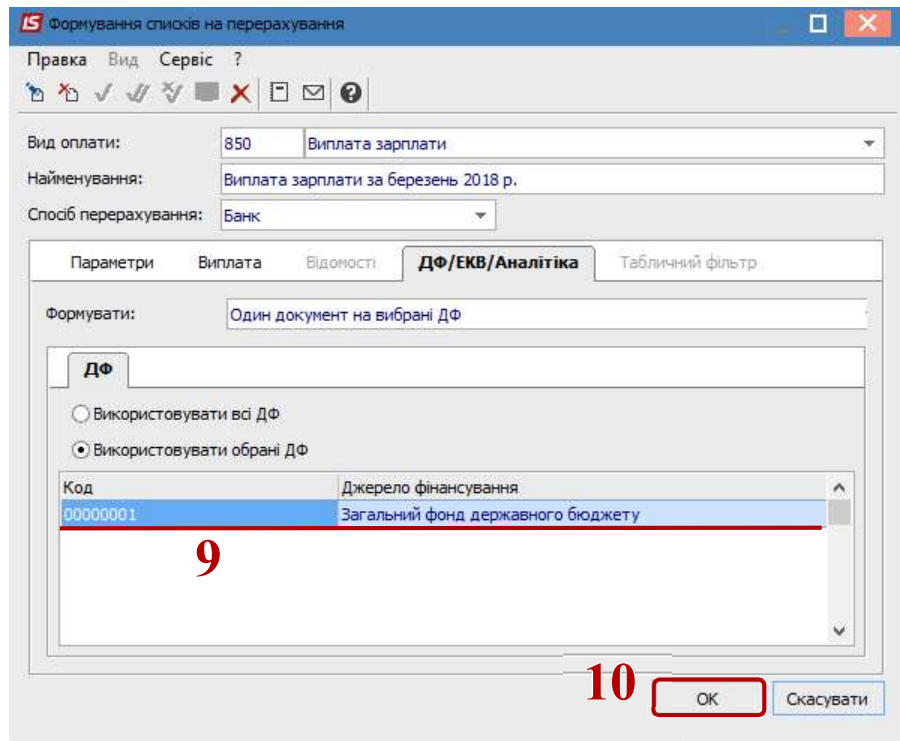 Формування списків на перерахування
Правка Вид Сервіс ?
Вид оплати: 850 Виплата зарплати
Найменування: Виплата зарплати за березень 2018 р.
Спосіб перерахування: Банк
Параметри Виплата Відомості ДФ/ЕКВ/Аналітіка Табличний фільтр
Формувати: Один документ на вибрані ДФ
ДФ
Використовувати всі ДФ
Використовувати обрані ДФ
Код Джерело фінансування
00000001 Загальний фонд державного бюджету
9
10
ОК Скасувати